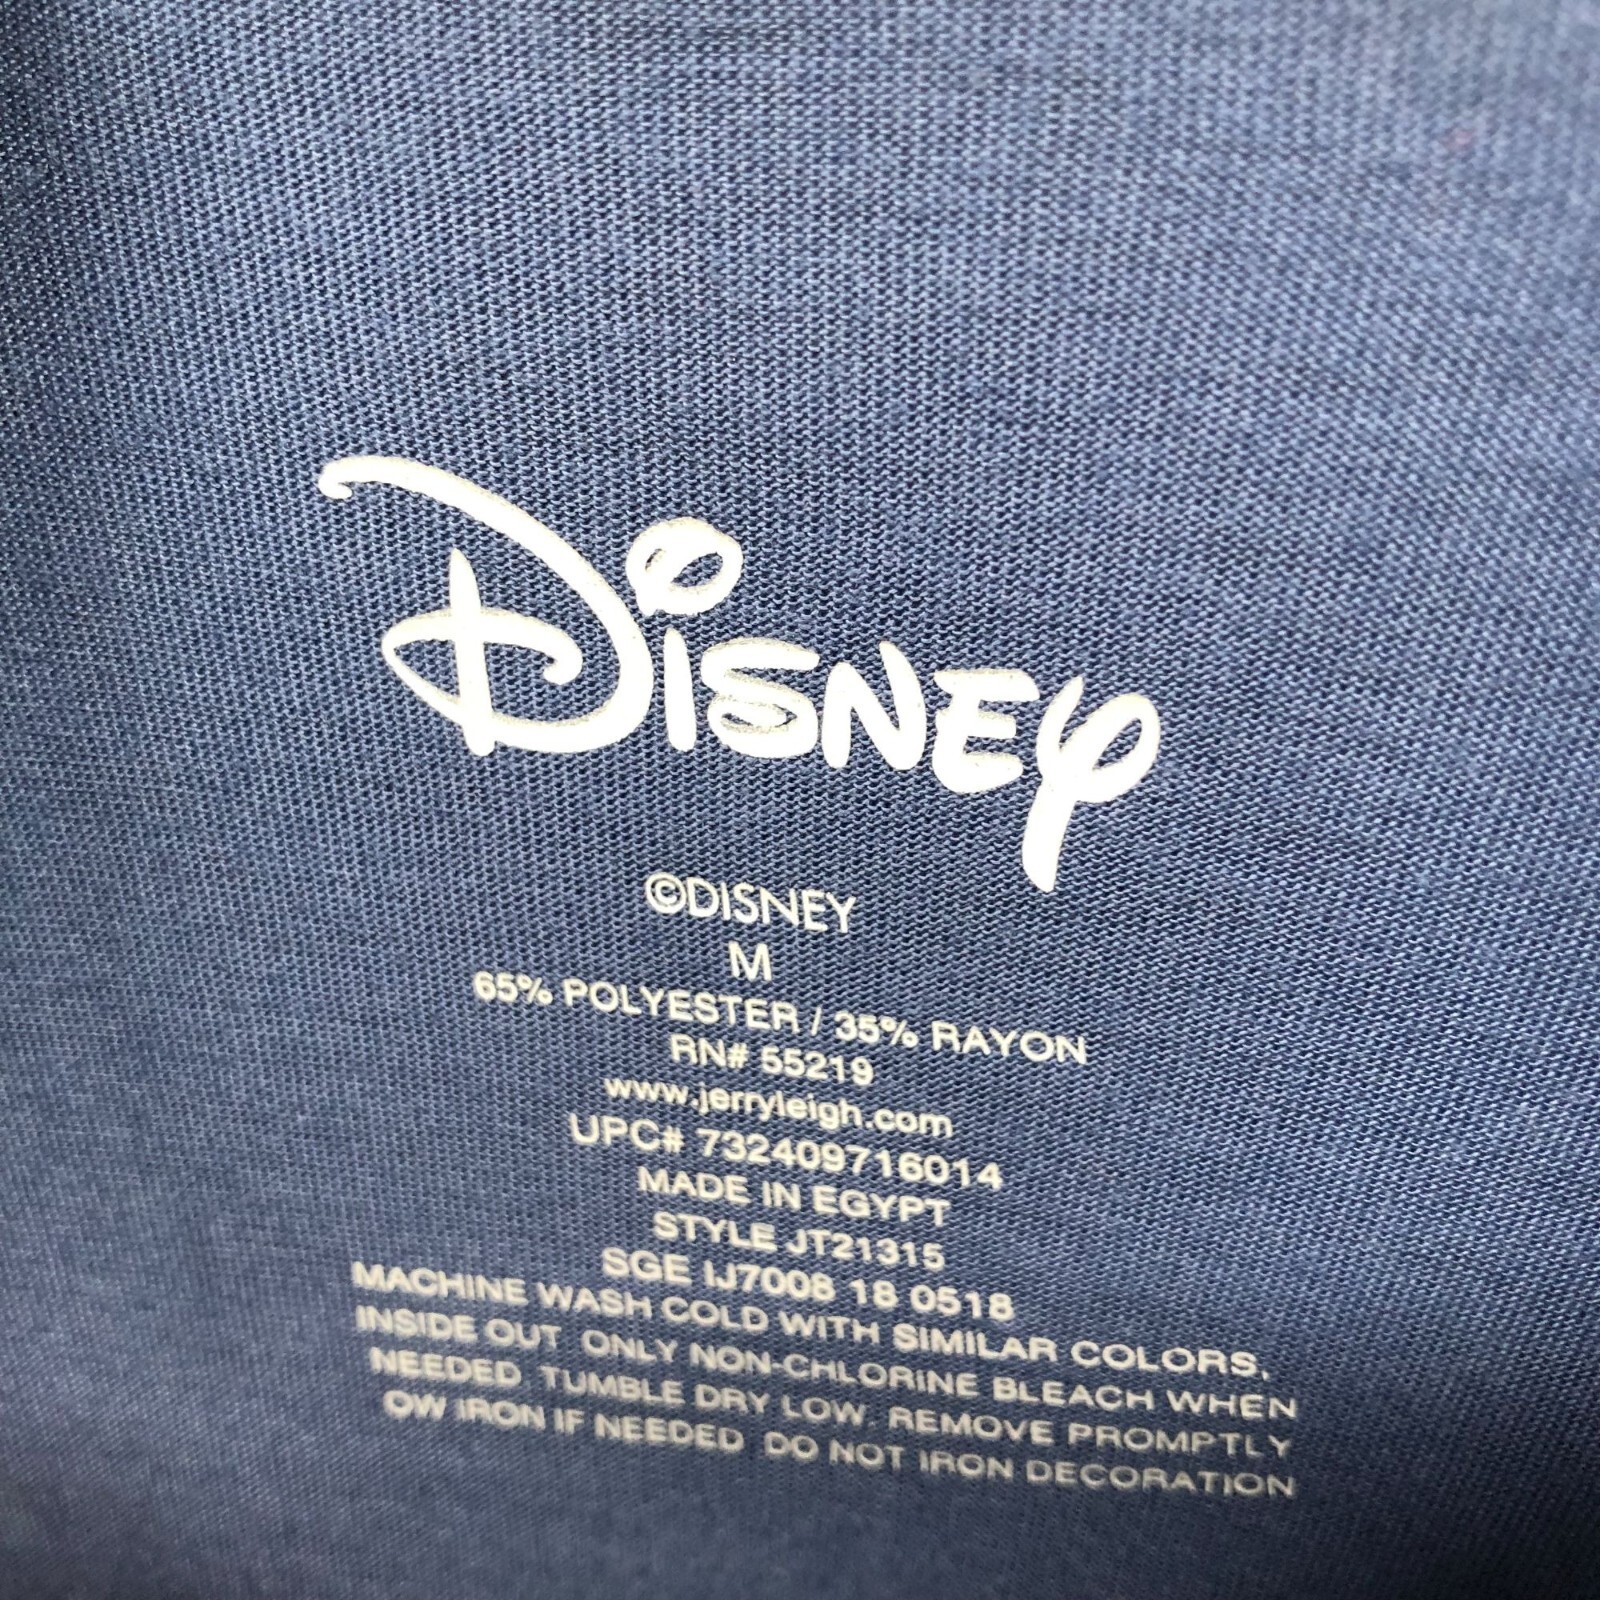 Disney
©DISNEY
M
65% POLYESTER / 35% RAYON
RN# 55219
www.jerryleigh.com
UPC# 732409716014
MADE IN EGYPT
STYLE JT21315
SGE IJ7008 18 0518
MACHINE WASH COLD WITH SIMILAR COLORS,
INSIDE OUT ONLY NON-CHLORINE BLEACH WHEN
NEEDED TUMBLE DRY LOW. REMOVE PROMPTLY
OW IRON IF NEEDED DO NOT IRON DECORATION